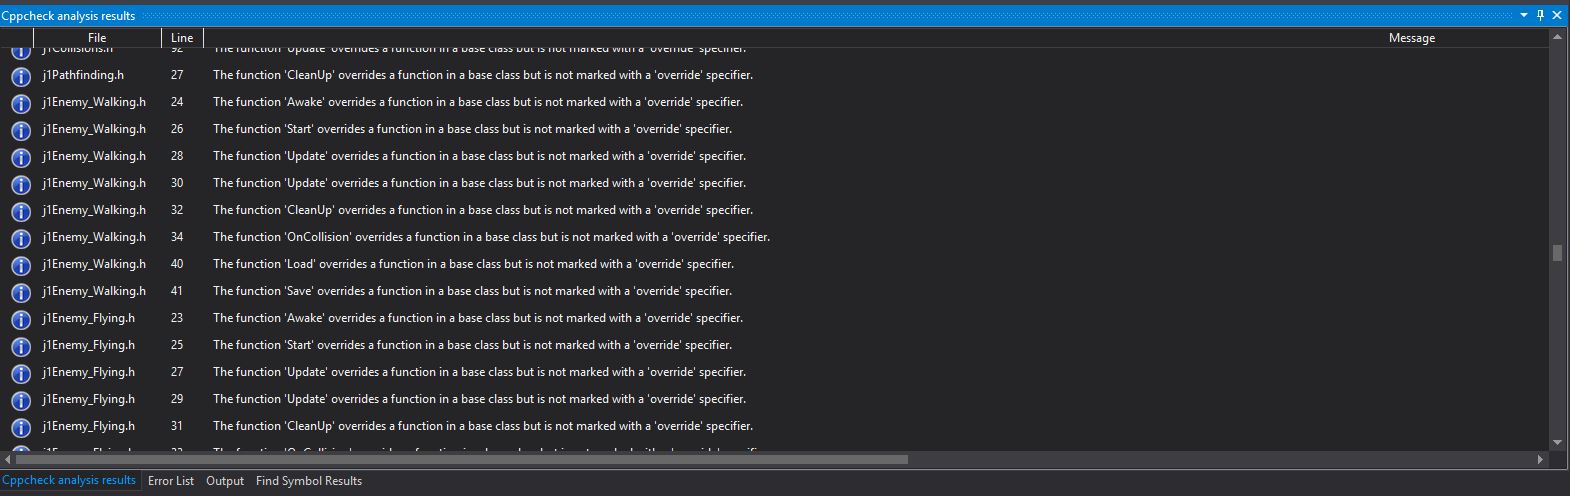 Cppcheck analysis results
File Line Message
j1Collisions.h 92 The function 'Update' overrides a function in a base class but is not marked with a 'override' specifier.
j1Pathfinding.h 27 The function 'CleanUp' overrides a function in a base class but is not marked with a 'override' specifier.
j1Enemy_Walking.h 24 The function 'Awake' overrides a function in a base class but is not marked with a 'override' specifier.
j1Enemy_Walking.h 26 The function 'Start' overrides a function in a base class but is not marked with a 'override' specifier.
j1Enemy_Walking.h 28 The function 'Update' overrides a function in a base class but is not marked with a 'override' specifier.
j1Enemy_Walking.h 30 The function 'Update' overrides a function in a base class but is not marked with a 'override' specifier.
j1Enemy_Walking.h 32 The function 'CleanUp' overrides a function in a base class but is not marked with a 'override' specifier.
j1Enemy_Walking.h 34 The function 'OnCollision' overrides a function in a base class but is not marked with a 'override' specifier.
j1Enemy_Walking.h 40 The function 'Load' overrides a function in a base class but is not marked with a 'override' specifier.
j1Enemy_Walking.h 41 The function 'Save' overrides a function in a base class but is not marked with a 'override' specifier.
j1Enemy_Flying.h 23 The function 'Awake' overrides a function in a base class but is not marked with a 'override' specifier.
j1Enemy_Flying.h 25 The function 'Start' overrides a function in a base class but is not marked with a 'override' specifier.
j1Enemy_Flying.h 27 The function 'Update' overrides a function in a base class but is not marked with a 'override' specifier.
j1Enemy_Flying.h 29 The function 'Update' overrides a function in a base class but is not marked with a 'override' specifier.
j1Enemy_Flying.h 31 The function 'CleanUp' overrides a function in a base class but is not marked with a 'override' specifier.
Cppcheck analysis results Error List Output Find Symbol Results